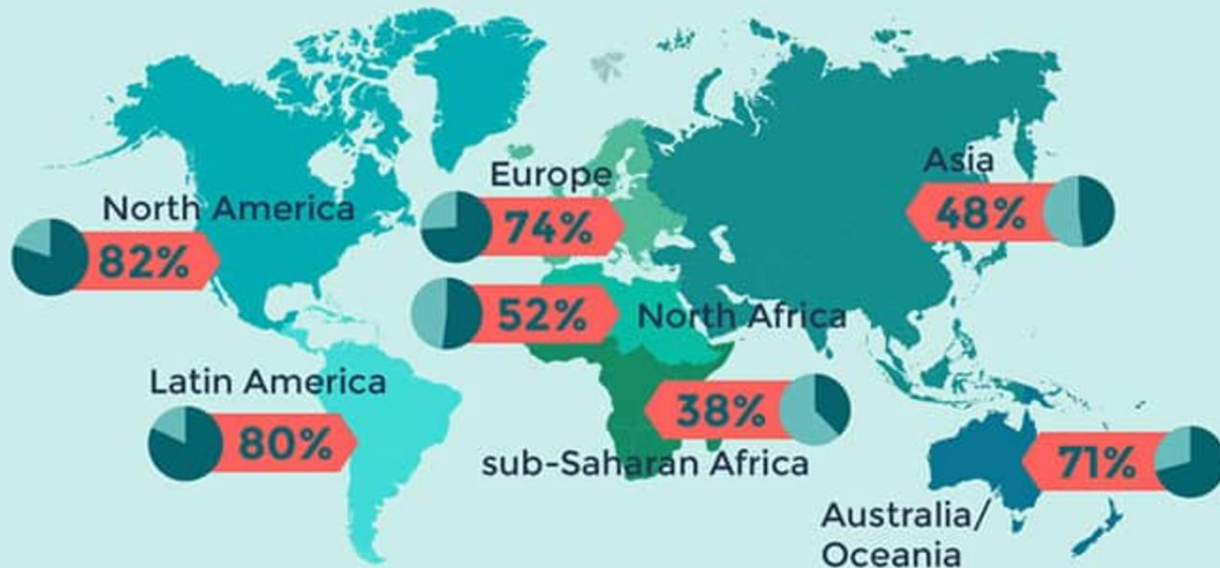 North America
82%
Europe
74%
Asia
48%
52%
North Africa
Latin America
80%
38%
sub-Saharan Africa
71%
Australia/
Oceania